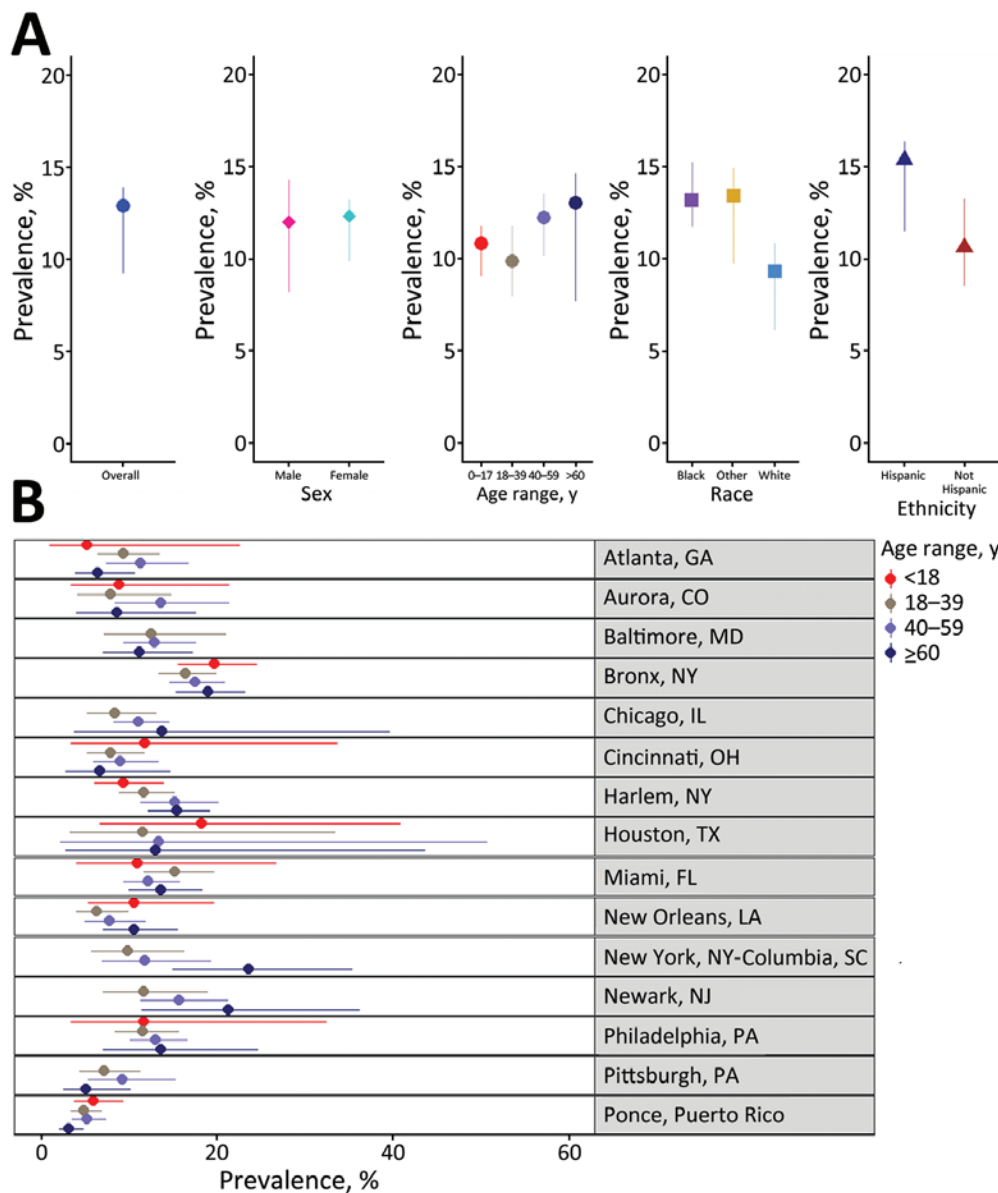 A
20
15
10
5
0
Prevalence, %
Overall
20
15
10
5
0
Prevalence, %
Male
Female
Sex
20
15
10
5
0
Prevalence, %
0–17
18–39
40–59
>60
Age range, y
20
15
10
5
0
Prevalence, %
Black
Other
White
Race
20
15
10
5
0
Prevalence, %
Hispanic
Not
Hispanic
Ethnicity
B
Atlanta, GA
Aurora, CO
Baltimore, MD
Bronx, NY
Chicago, IL
Cincinnati, OH
Harlem, NY
Houston, TX
Miami, FL
New Orleans, LA
New York, NY-Columbia, SC
Newark, NJ
Philadelphia, PA
Pittsburgh, PA
Ponce, Puerto Rico
Age range, y
<18
18–39
40–59
≥60
0
20
40
60
Prevalence, %